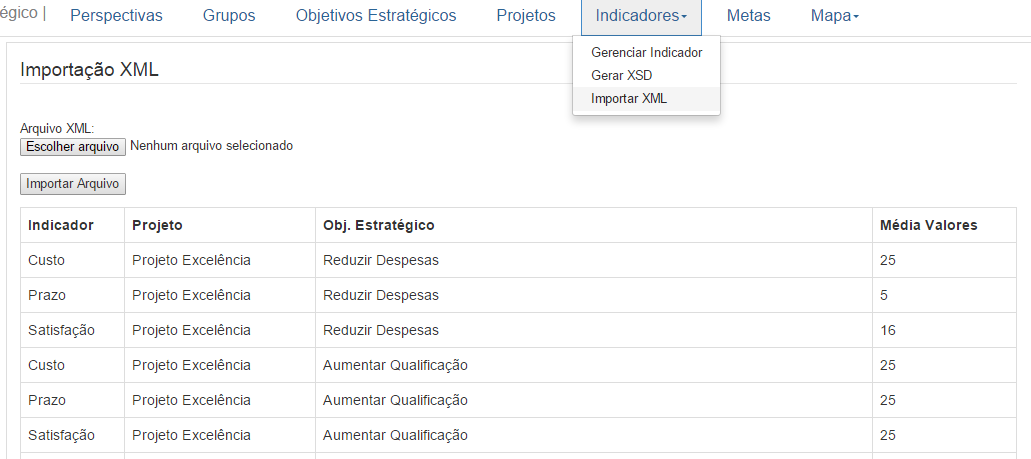 égico | Perspectivas Grupos Objetivos Estratégicos Projetos Indicadores Metas Mapa
Gerenciar Indicador
Gerar XSD
Importar XML
Importação XML
Arquivo XML:
Escolher arquivo Nenhum arquivo selecionado
Importar Arquivo
Indicador Projeto Obj. Estratégico Média Valores
Custo Projeto Excelência Reduzir Despesas 25
Prazo Projeto Excelência Reduzir Despesas 5
Satisfação Projeto Excelência Reduzir Despesas 16
Custo Projeto Excelência Aumentar Qualificação 25
Prazo Projeto Excelência Aumentar Qualificação 25
Satisfação Projeto Excelência Aumentar Qualificação 25